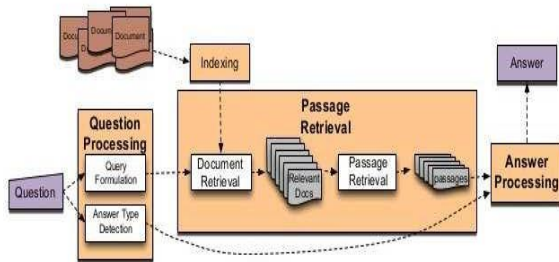 Document
Indexing
Answer
Question
Processing
Passage
Retrieval
Query
Formulation
Document
Retrieval
Relevant
Docs
Passage
Retrieval
passages
Answer
Processing
Question
Answer Type
Detection